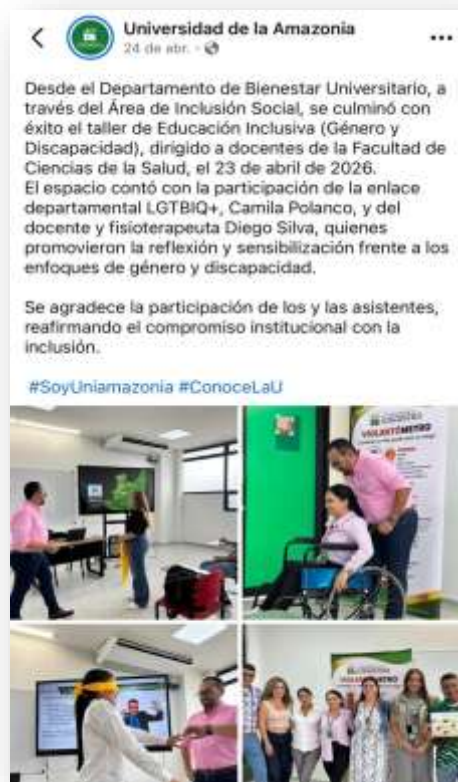 Universidad de la Amazonia
24 de abr. ·
Desde el Departamento de Bienestar Universitario, a
través del Área de Inclusión Social, se culminó con
éxito el taller de Educación Inclusiva (Género y
Discapacidad), dirigido a docentes de la Facultad de
Ciencias de la Salud, el 23 de abril de 2026.
El espacio contó con la participación de la enlace
departamental LGTBIQ+, Camila Polanco, y del
docente y fisioterapeuta Diego Silva, quienes
promovieron la reflexión y sensibilización frente a los
enfoques de género y discapacidad.
Se agradece la participación de los y las asistentes,
reafirmando el compromiso institucional con la
inclusión.
#SoyUniamazonia #ConoceLaU
VIOLENTÓMETRO